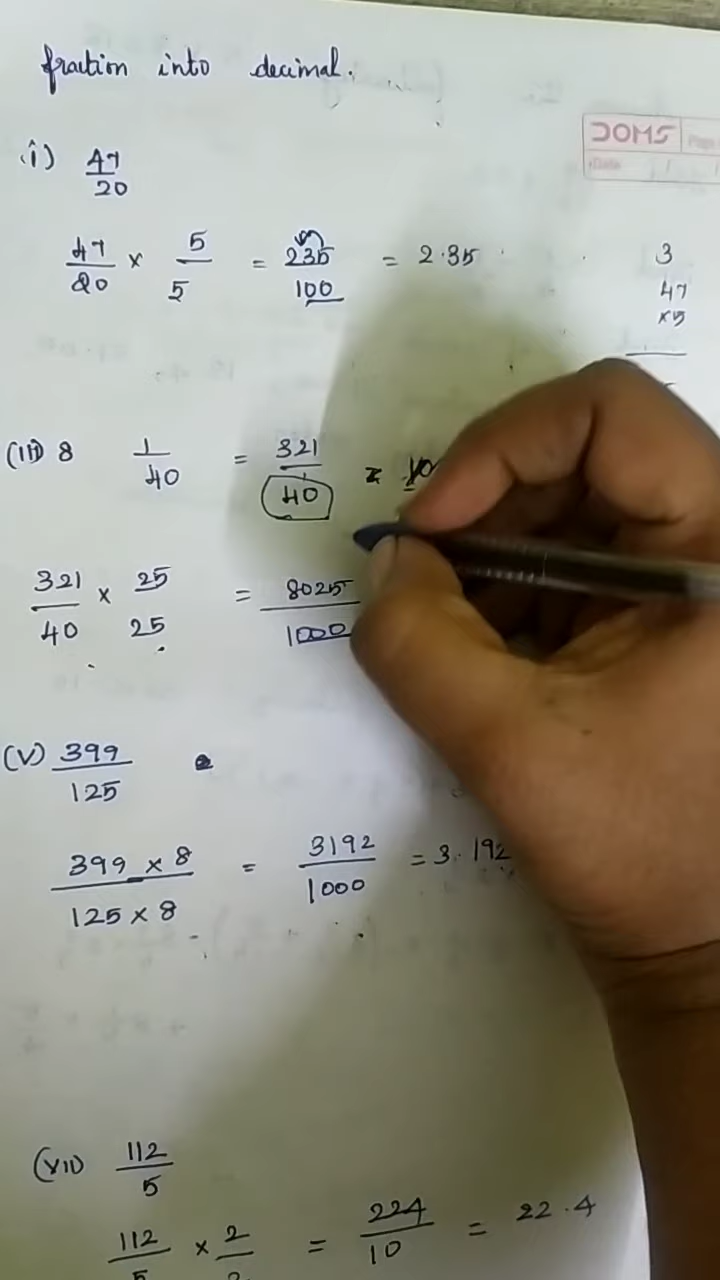 fraction into decimal.
DOMS
Date
i) 47/20
47/20 × 5/5 = 235/100 = 2.35
3
47
×5
(iii) 8 1/40 = 321/40
321/40 × 25/25 = 8025/1000
(V) 399/125
399 × 8/125 × 8 = 3192/1000 = 3.192
(VII) 112/5
112/5 × 2/2 = 224/10 = 22.4